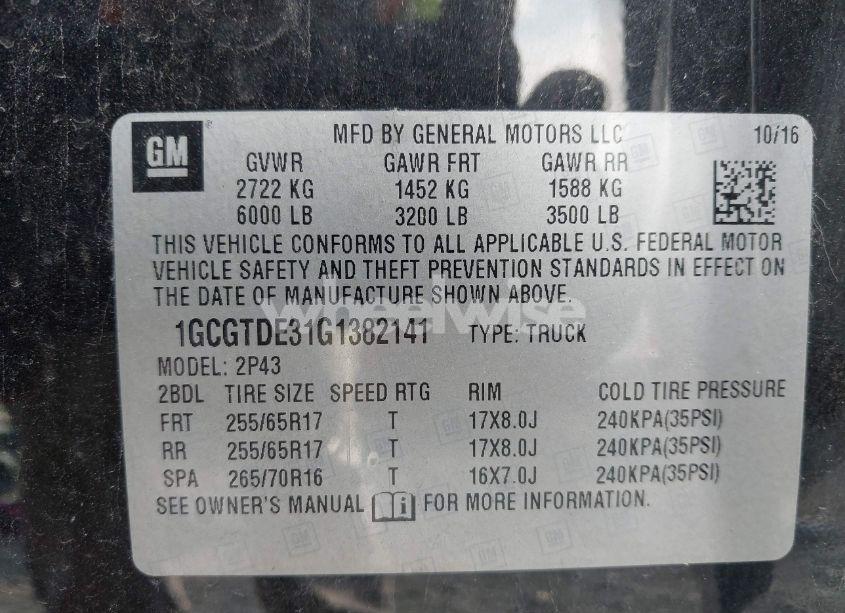 GM
MFD BY GENERAL MOTORS LLC 10/16
GVWR GAWR FRT GAWR RR
2722 KG 1452 KG 1588 KG
6000 LB 3200 LB 3500 LB
THIS VEHICLE CONFORMS TO ALL APPLICABLE U.S. FEDERAL MOTOR
VEHICLE SAFETY AND THEFT PREVENTION STANDARDS IN EFFECT ON
THE DATE OF MANUFACTURE SHOWN ABOVE.
wheelwise
1GCGTDE31G1382141 TYPE: TRUCK
MODEL: 2P43
2BDL TIRE SIZE SPEED RTG RIM COLD TIRE PRESSURE
FRT 255/65R17 T 17X8.0J 240KPA(35PSI)
RR 255/65R17 T 17X8.0J 240KPA(35PSI)
SPA 265/70R16 T 16X7.0J 240KPA(35PSI)
SEE OWNER'S MANUAL FOR MORE INFORMATION.